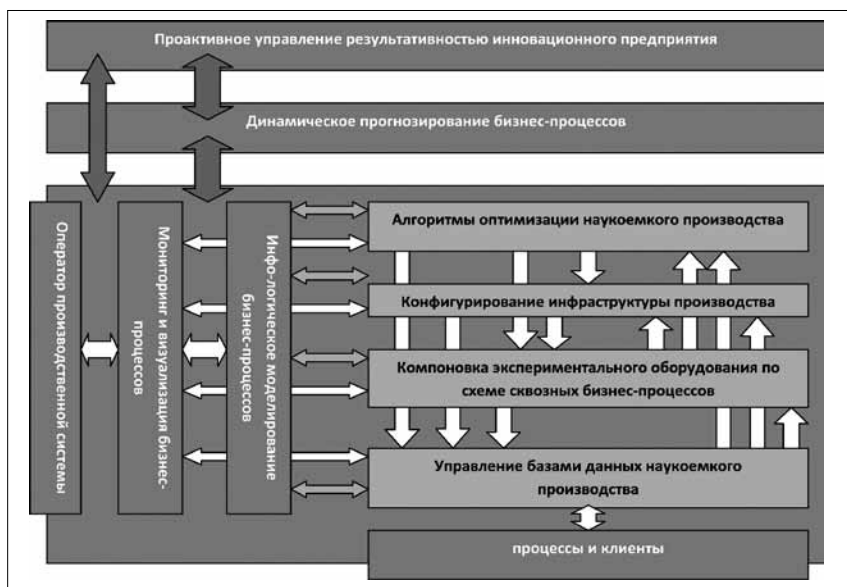 Проактивное управление результативностью инновационного предприятия
Динамическое прогнозирование бизнес-процессов
Оператор производственной системы
Мониторинг и визуализация бизнес-
процессов
Инфо-логическое моделирование
бизнес-процессов
Алгоритмы оптимизации наукоемкого производства
Конфигурирование инфраструктуры производства
Компоновка экспериментального оборудования по
схеме сквозных бизнес-процессов
Управление базами данных наукоемкого
производства
процессы и клиенты